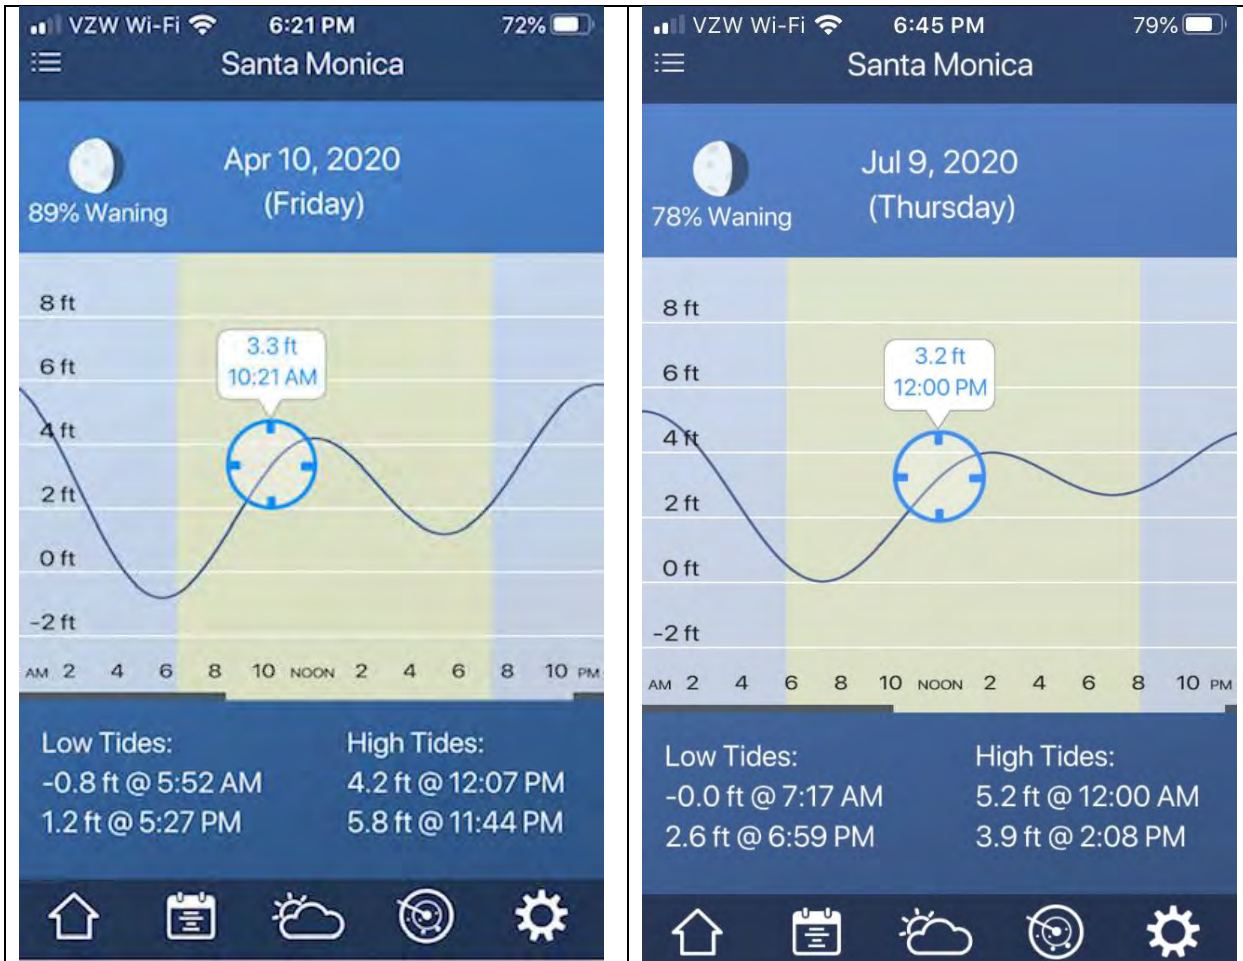 VZW Wi-Fi 6:21 PM 72%
Santa Monica
Apr 10, 2020
(Friday)
89% Waning
8 ft
6 ft
4 ft
2 ft
0 ft
-2 ft
3.3 ft
10:21 AM
AM 2 4 6 8 10 NOON 2 4 6 8 10 PM
Low Tides:
-0.8 ft @ 5:52 AM
1.2 ft @ 5:27 PM
High Tides:
4.2 ft @ 12:07 PM
5.8 ft @ 11:44 PM
VZW Wi-Fi 6:45 PM 79%
Santa Monica
Jul 9, 2020
(Thursday)
78% Waning
8 ft
6 ft
4 ft
2 ft
0 ft
-2 ft
3.2 ft
12:00 PM
AM 2 4 6 8 10 NOON 2 4 6 8 10 PM
Low Tides:
-0.0 ft @ 7:17 AM
2.6 ft @ 6:59 PM
High Tides:
5.2 ft @ 12:00 AM
3.9 ft @ 2:08 PM